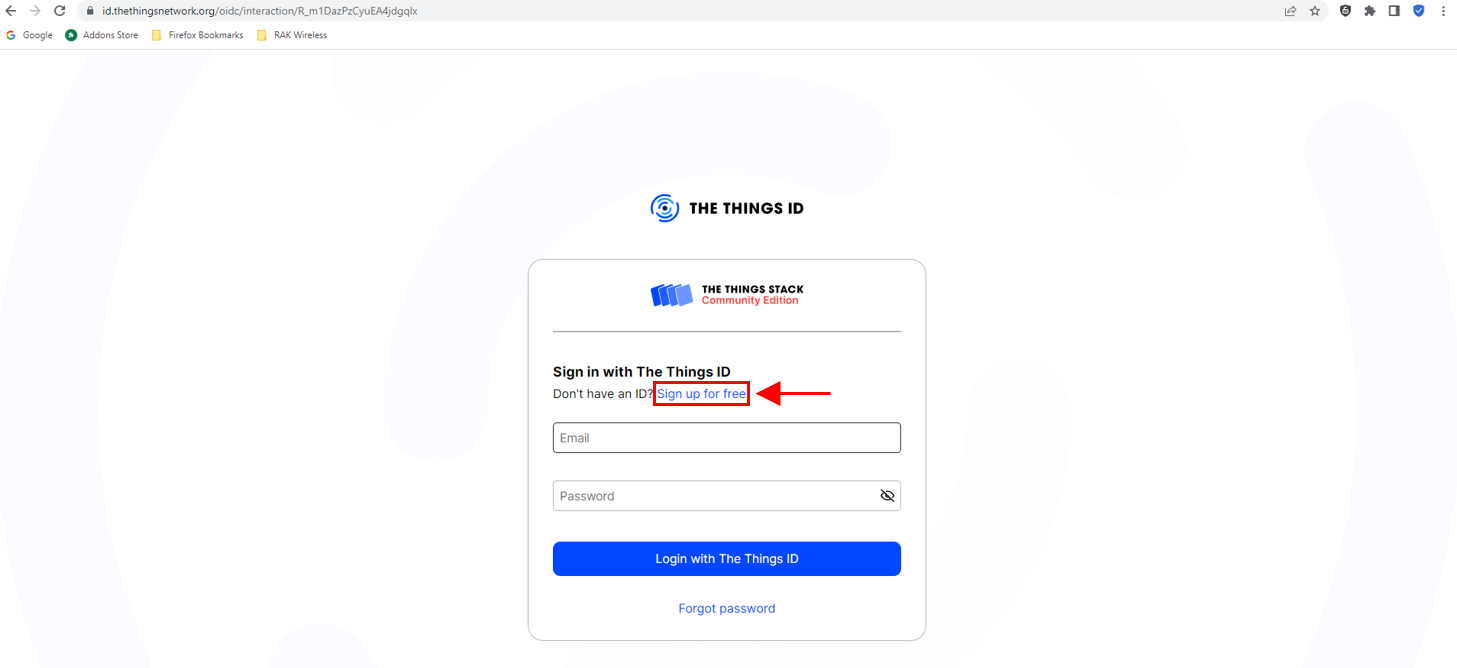 id.thethingsnetwork.org/oidc/interaction/R_m1DazPzCyuEA4jdgqIx
Google Addons Store Firefox Bookmarks RAK Wireless
THE THINGS ID
THE THINGS STACK
Community Edition
Sign in with The Things ID
Don't have an ID? Sign up for free
Email
Password
Login with The Things ID
Forgot password